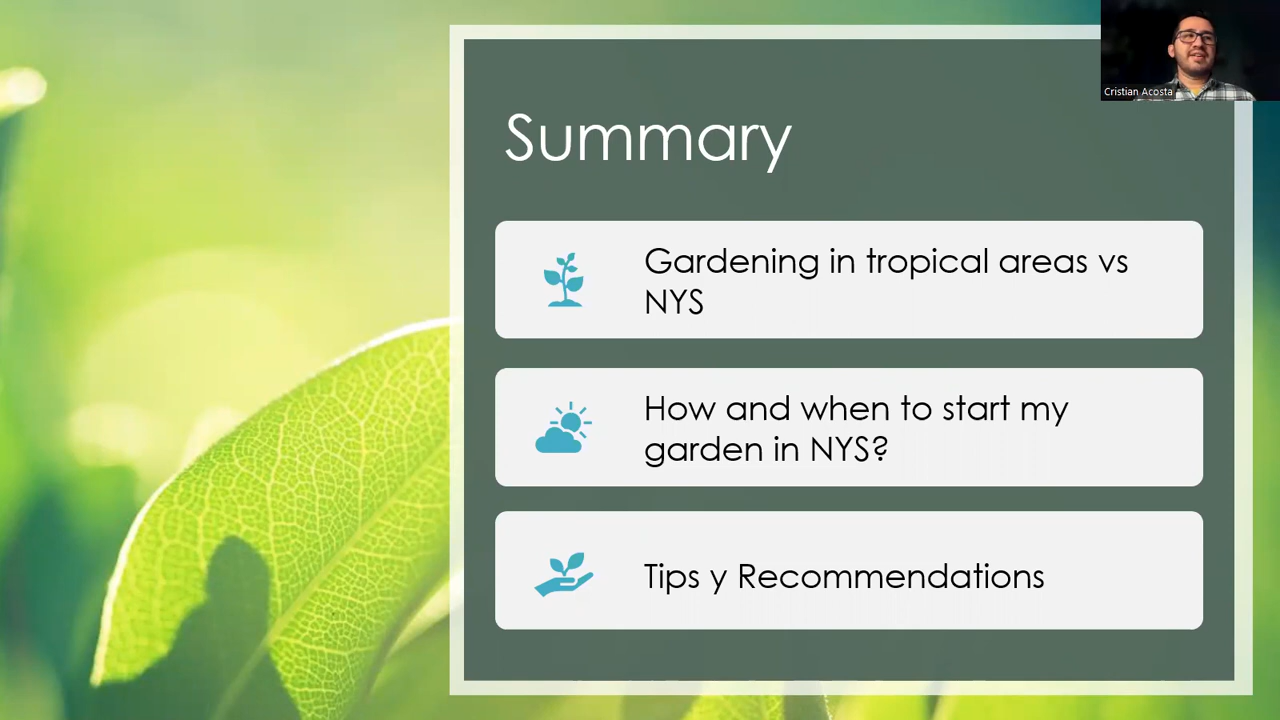 Cristian Acosta
Summary
Gardening in tropical areas vs
NYS
How and when to start my
garden in NYS?
Tips y Recommendations